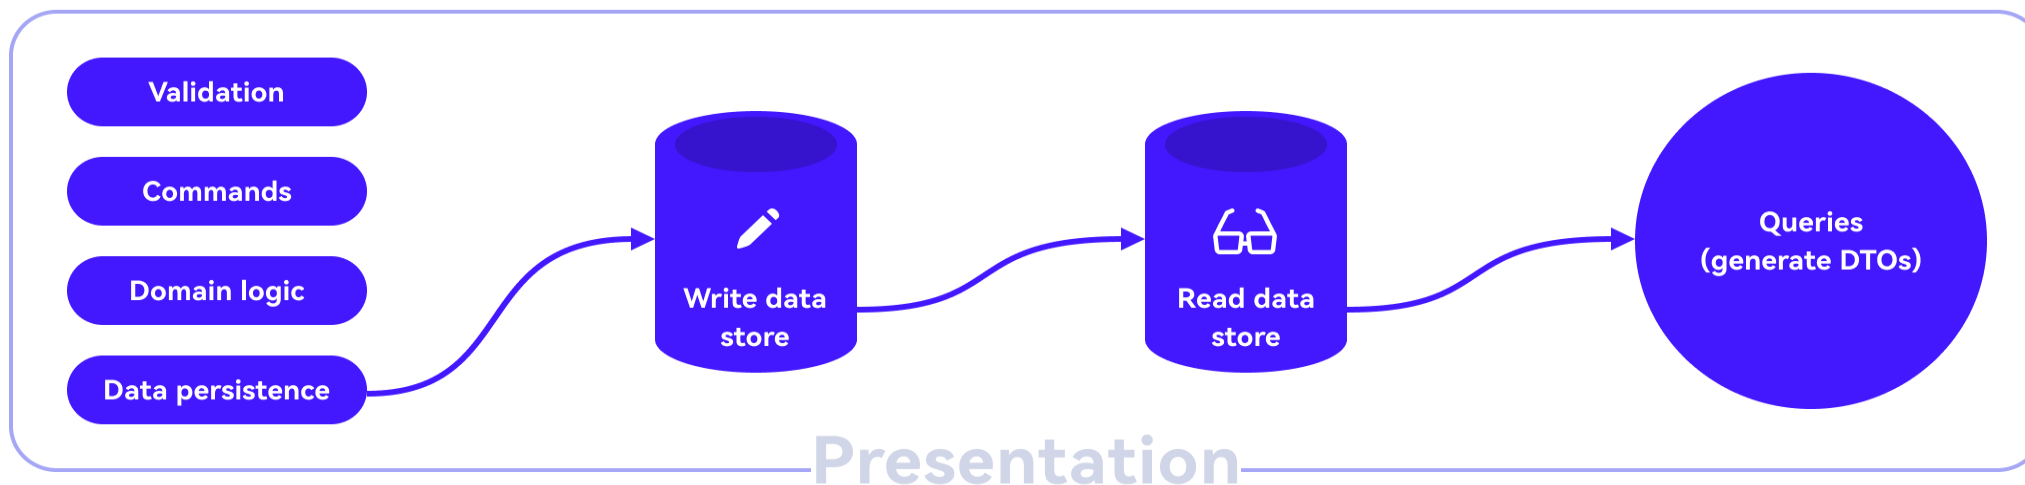 Validation
Commands
Domain logic
Data persistence
Write data
store
Read data
store
Queries
(generate DTOs)
Presentation